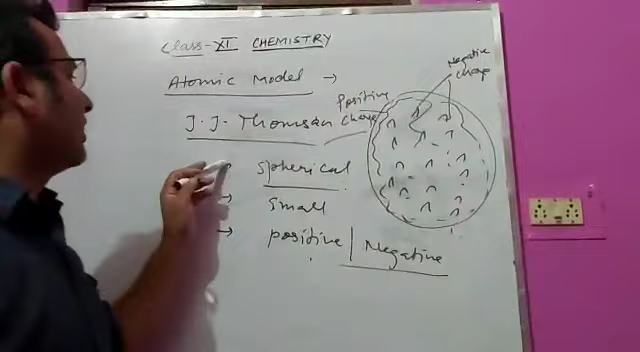 Class-XI CHEMISTRY
Atomic Model →
J.J. Thomson
→ Spherical
→ Small
→ positive | Negative
Positive
Charge
Negative
Charge